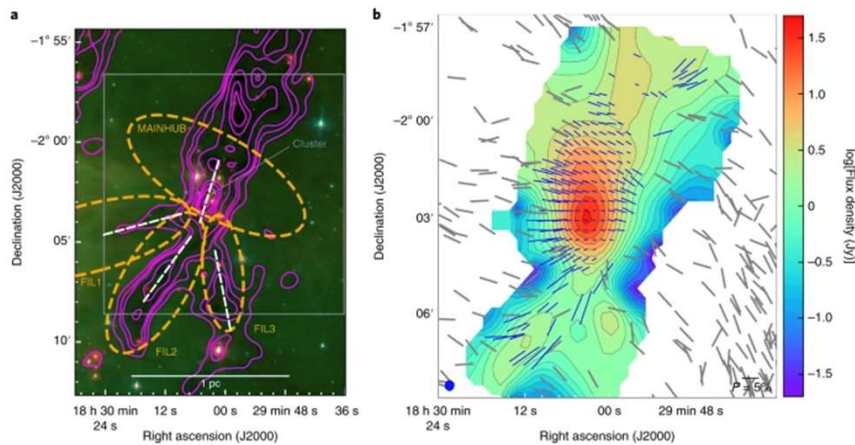 a
−1° 55′
−2° 00′
05′
10′
Declination (J2000)
MAINHUB
Cluster
FIL1
FIL2
FIL3
1 pc
18 h 30 min 24 s
12 s
00 s
29 min 48 s
36 s
Right ascension (J2000)
b
−1° 57′
−2° 00′
03′
06′
Declination (J2000)
P = 5%
18 h 30 min 24 s
12 s
00 s
29 min 48 s
Right ascension (J2000)
1.5
1.0
0.5
0
−0.5
−1.0
−1.5
log[Flux density (Jy)]